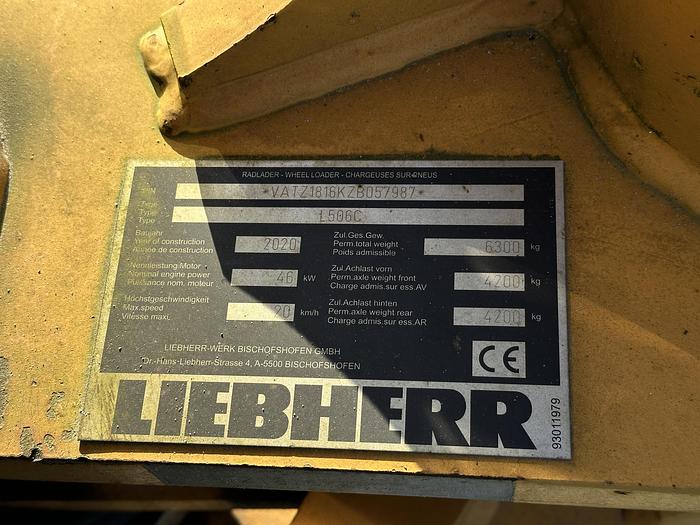 RADLADER - WHEEL LOADER - CHARGEUSES SUR PNEUS
PIN VATZ1816KZB057987
Type
Type L506C
Type
Baujahr
Year of construction 2020
Année de construction
Zul.Ges.Gew.
Perm.total weight 6300 kg
Poids admissible
Nennleistung Motor
Nominal engine power 46 kW
Puissance nom. moteur
Zul.Achlast vorn
Perm.axle weight front 4200 kg
Charge admis.sur ess.AV
Höchstgeschwindigkeit
Max.speed 20 km/h
Vitesse maxi.
Zul.Achlast hinten
Perm.axle weight rear 4200 kg
Charge admis.sur ess.AR
LIEBHERR-WERK BISCHOFSHOFEN GMBH
Dr.-Hans-Liebherr-Strasse 4, A-5500 BISCHOFSHOFEN
CE
LIEBHERR
93011979